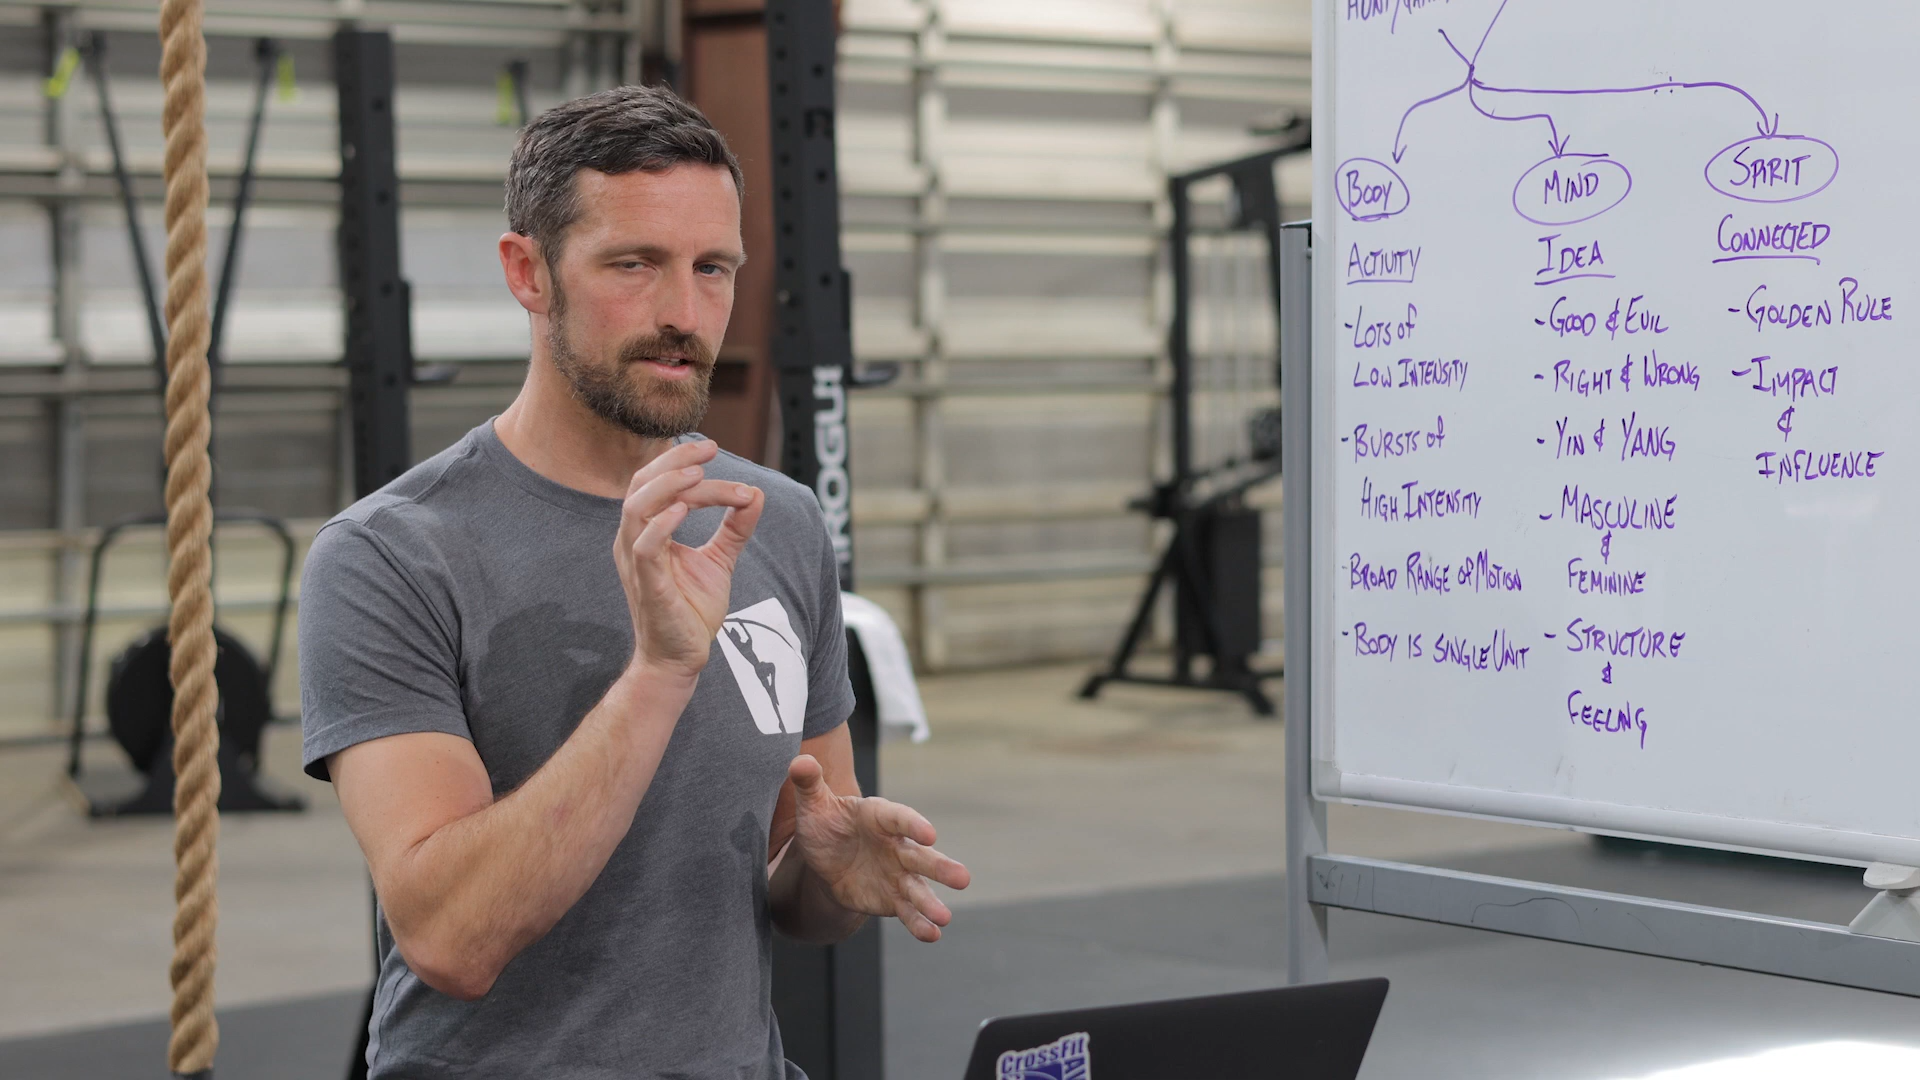 BODY
ACTIVITY
-LOTS OF
LOW INTENSITY
-BURSTS OF
HIGH INTENSITY
-BROAD RANGE OF MOTION
-BODY IS SINGLE UNIT
MIND
IDEA
-GOOD & EVIL
-RIGHT & WRONG
-YIN & YANG
-MASCULINE
&
FEMININE
-STRUCTURE
&
FEELING
SPIRIT
CONNECTED
-GOLDEN RULE
-IMPACT
&
INFLUENCE
ROGUE
CrossFit